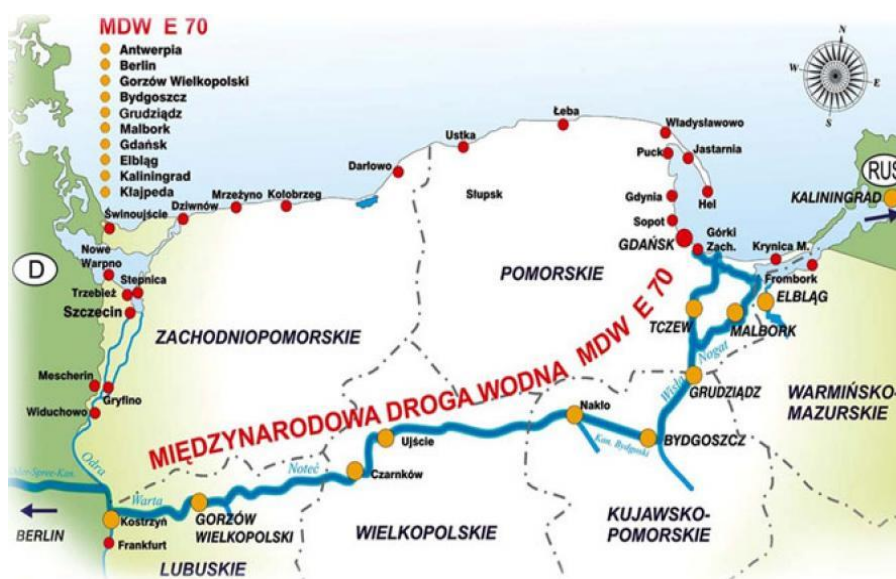 MDW E 70
Antwerpia
Berlin
Gorzów Wielkopolski
Bydgoszcz
Grudziądz
Malbork
Gdańsk
Elbląg
Kaliningrad
Kłajpeda
N
W
E
S
RUS
KALININGRAD
D
Świnoujście
Dziwnów
Mrzeżyno
Kołobrzeg
Darłowo
Ustka
Łeba
Władysławowo
Puck
Jastarnia
Hel
Gdynia
Sopot
GDAŃSK
Górki
Zach.
Krynica M.
Frombork
ELBLĄG
Słupsk
Nowe
Warpno
Stepnica
Trzebież
Szczecin
ZACHODNIOPOMORSKIE
POMORSKIE
TCZEW
MALBORK
Nogat
Wisła
GRUDZIĄDZ
WARMIŃSKO-
MAZURSKIE
Mescherin
Gryfino
Widuchowo
MIĘDZYNARODOWA DROGA WODNA MDW E 70
Nakło
Kan. Bydgoski
BYDGOSZCZ
Ujście
Czarnków
Noteć
Odra
Warta
Kostrzyń
GORZÓW
WIELKOPOLSKI
WIELKOPOLSKIE
KUJAWSKO-
POMORSKIE
BERLIN
Frankfurt
LUBUSKIE